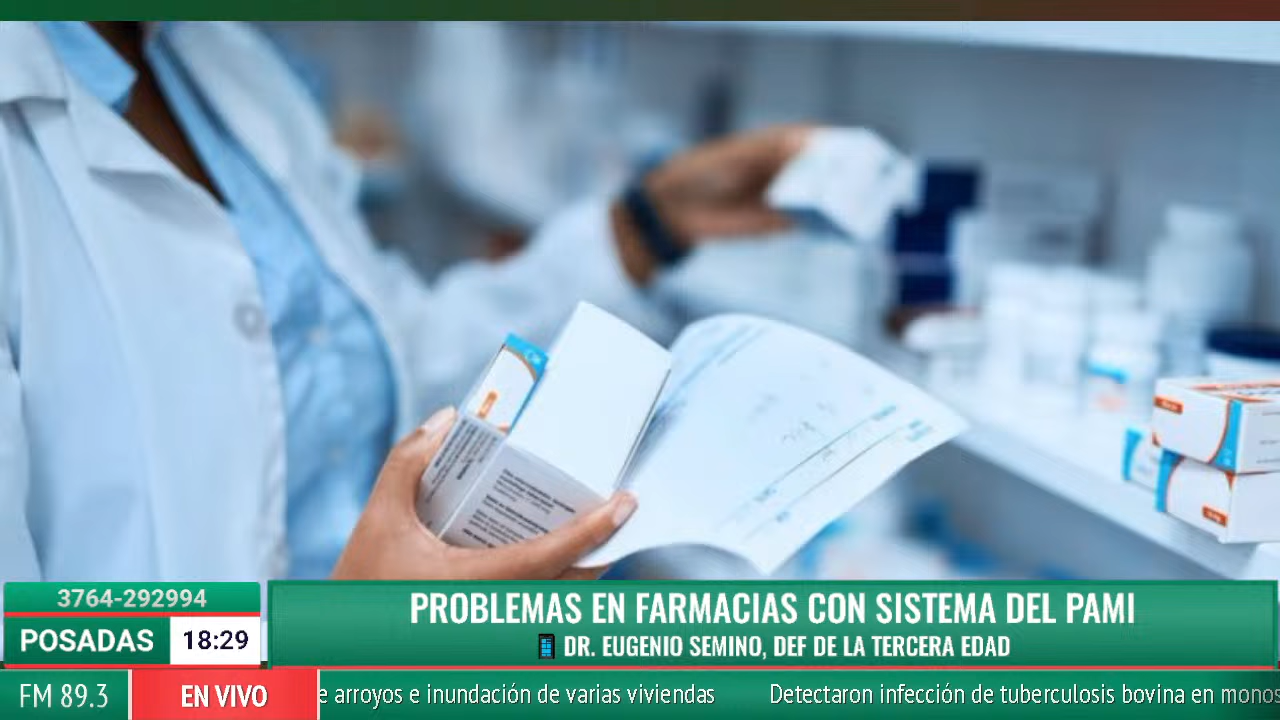 PROBLEMAS EN FARMACIAS CON SISTEMA DEL PAMI
DR. EUGENIO SEMINO, DEF DE LA TERCERA EDAD
3764-292994
POSADAS 18:29
FM 89.3 EN VIVO
e arroyos e inundación de varias viviendas Detectaron infección de tuberculosis bovina en monos